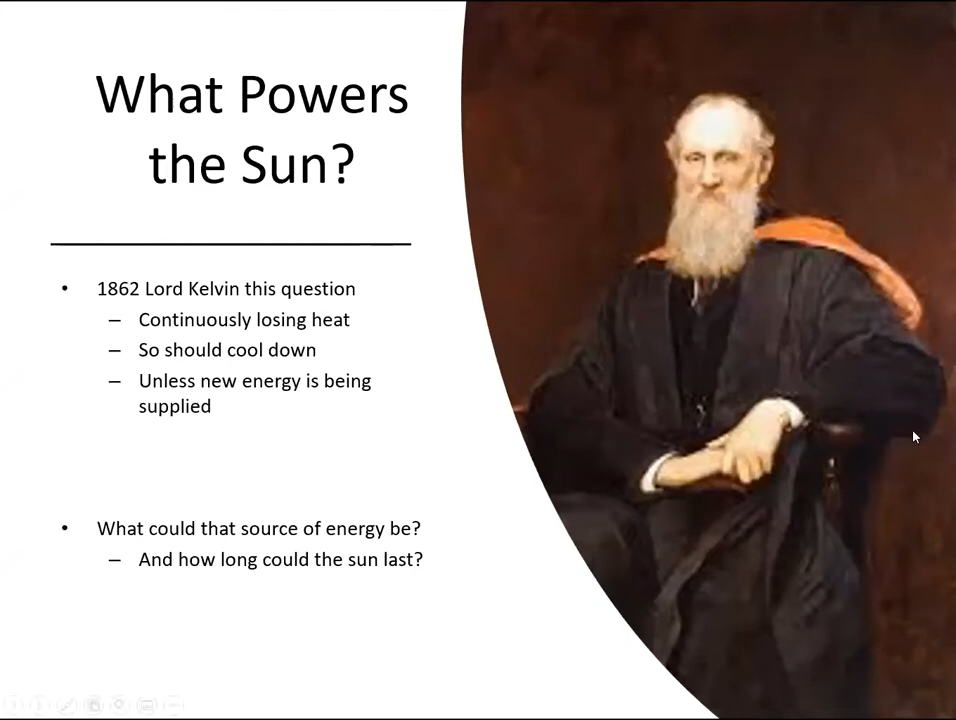 What Powers
the Sun?
• 1862 Lord Kelvin this question
– Continuously losing heat
– So should cool down
– Unless new energy is being
supplied
• What could that source of energy be?
– And how long could the sun last?